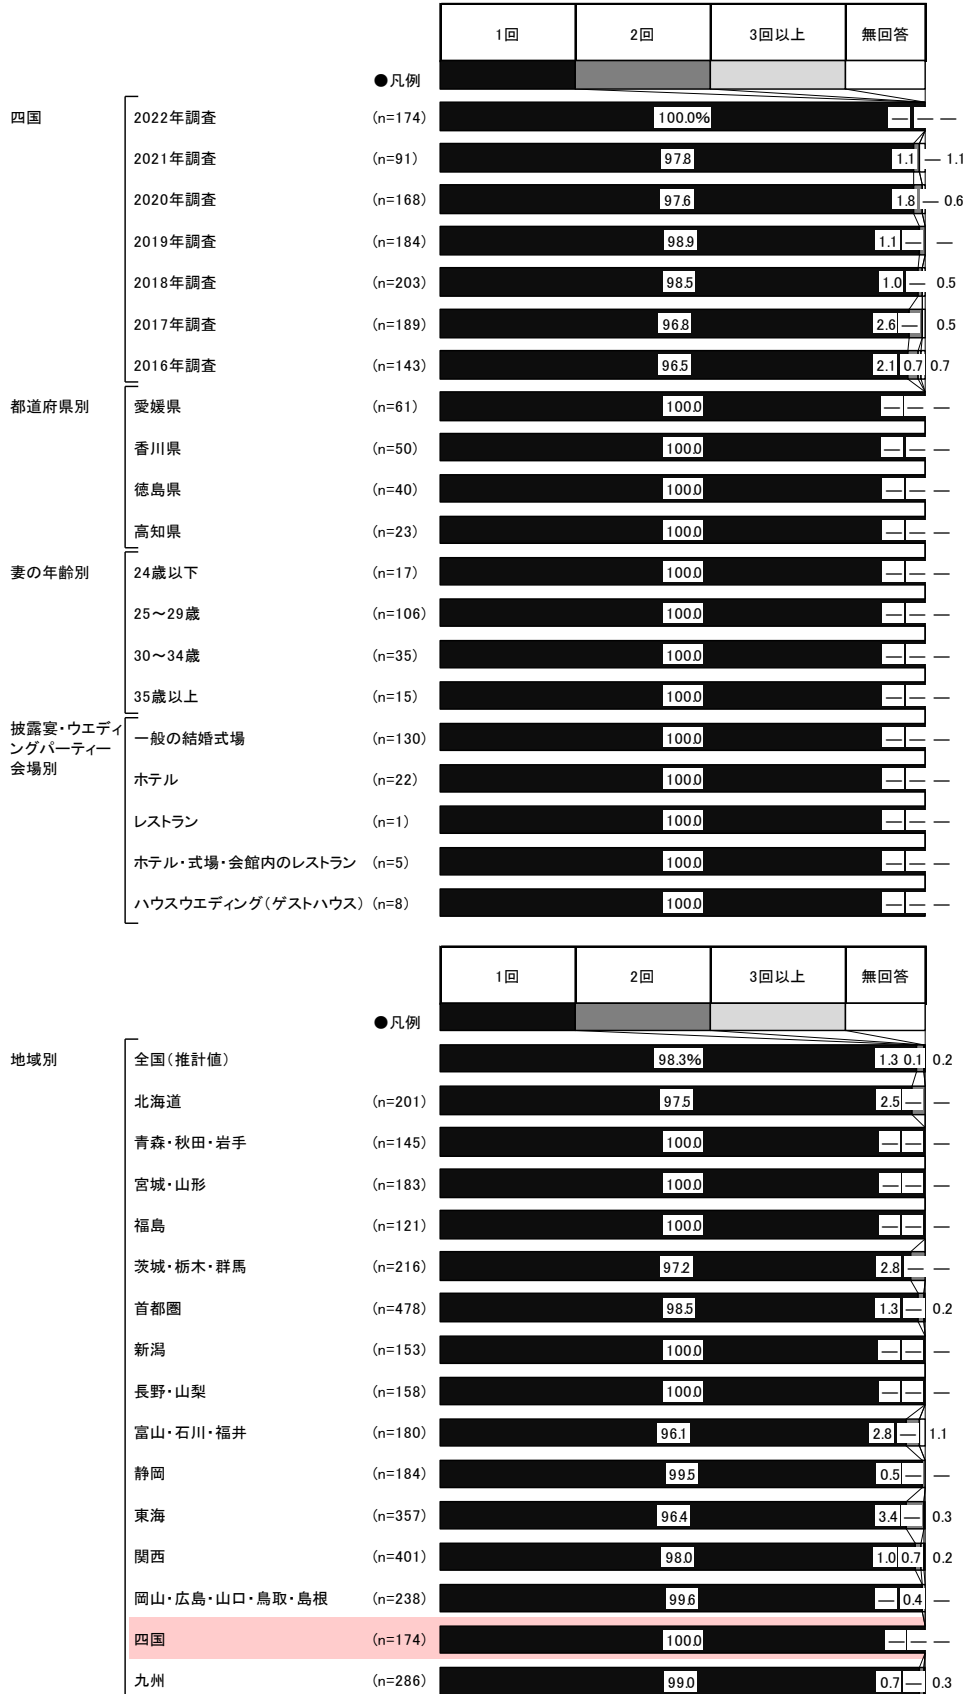 1回 2回 3回以上 無回答
●凡例
四国 2022年調査 (n=174) 100.0% — — —
2021年調査 (n=91) 97.8 1.1 — 1.1
2020年調査 (n=168) 97.6 1.8 — 0.6
2019年調査 (n=184) 98.9 1.1 — —
2018年調査 (n=203) 98.5 1.0 — 0.5
2017年調査 (n=189) 96.8 2.6 — 0.5
2016年調査 (n=143) 96.5 2.1 0.7 0.7
都道府県別 愛媛県 (n=61) 100.0 — — —
香川県 (n=50) 100.0 — — —
徳島県 (n=40) 100.0 — — —
高知県 (n=23) 100.0 — — —
妻の年齢別 24歳以下 (n=17) 100.0 — — —
25～29歳 (n=106) 100.0 — — —
30～34歳 (n=35) 100.0 — — —
35歳以上 (n=15) 100.0 — — —
披露宴・ウエディ
ングパーティー
会場別
一般の結婚式場 (n=130) 100.0 — — —
ホテル (n=22) 100.0 — — —
レストラン (n=1) 100.0 — — —
ホテル・式場・会館内のレストラン (n=5) 100.0 — — —
ハウスウエディング(ゲストハウス) (n=8) 100.0 — — —
1回 2回 3回以上 無回答
●凡例
地域別 全国(推計値) 98.3% 1.3 0.1 0.2
北海道 (n=201) 97.5 2.5 — —
青森・秋田・岩手 (n=145) 100.0 — — —
宮城・山形 (n=183) 100.0 — — —
福島 (n=121) 100.0 — — —
茨城・栃木・群馬 (n=216) 97.2 2.8 — —
首都圏 (n=478) 98.5 1.3 — 0.2
新潟 (n=153) 100.0 — — —
長野・山梨 (n=158) 100.0 — — —
富山・石川・福井 (n=180) 96.1 2.8 — 1.1
静岡 (n=184) 99.5 0.5 — —
東海 (n=357) 96.4 3.4 — 0.3
関西 (n=401) 98.0 1.0 0.7 0.2
岡山・広島・山口・鳥取・島根 (n=238) 99.6 — 0.4 —
四国 (n=174) 100.0 — — —
九州 (n=286) 99.0 0.7 — 0.3